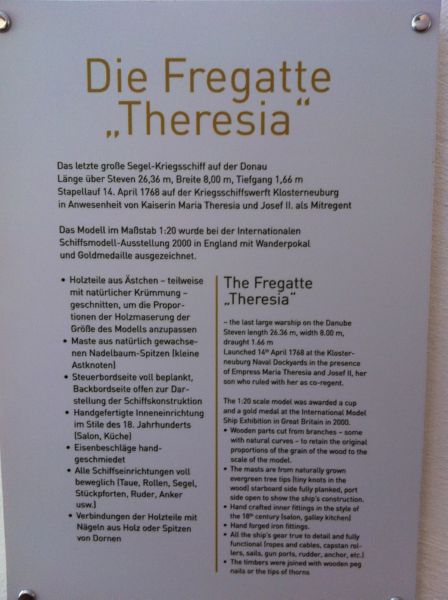 Die Fregatte
„Theresia“
Das letzte große Segel-Kriegsschiff auf der Donau
Länge über Steven 26,36 m, Breite 8,00 m, Tiefgang 1,66 m
Stapellauf 14. April 1768 auf der Kriegsschiffswerft Klosterneuburg
in Anwesenheit von Kaiserin Maria Theresia und Josef II. als Mitregent
Das Modell im Maßstab 1:20 wurde bei der Internationalen
Schiffsmodell-Ausstellung 2000 in England mit Wanderpokal
und Goldmedaille ausgezeichnet.
• Holzteile aus Ästchen – teilweise
mit natürlicher Krümmung –
geschnitten, um die Propor-
tionen der Holzmaserung der
Größe des Modells anzupassen
• Maste aus natürlich gewachse-
nen Nadelbaum-Spitzen (kleine
Astknoten)
• Steuerbordseite voll beplankt,
Backbordseite offen zur Dar-
stellung der Schiffskonstruktion
• Handgefertigte Inneneinrichtung
im Stile des 18. Jahrhunderts
(Salon, Küche)
• Eisenbeschläge hand-
geschmiedet
• Alle Schiffseinrichtungen voll
beweglich (Taue, Rollen, Segel,
Stückpforten, Ruder, Anker
usw.)
• Verbindungen der Holzteile mit
Nägeln aus Holz oder Spitzen
von Dornen
The Fregatte
„Theresia“
– the last large warship on the Danube
Steven length 26.36 m, width 8.00 m,
draught 1.66 m
Launched 14th April 1768 at the Kloster-
neuburg Naval Dockyards in the presence
of Empress Maria Theresia and Josef II, her
son who ruled with her as co-regent.
The 1:20 scale model was awarded a cup
and a gold medal at the International Model
Ship Exhibition in Great Britain in 2000.
• Wooden parts cut from branches – some
with natural curves – to retain the original
proportions of the grain of the wood to the
scale of the model.
• The masts are from naturally grown
evergreen tree tips (tiny knots in the
wood) starboard side fully planked, port
side open to show the ship's construction.
• Hand crafted inner fittings in the style of
the 18th century (salon, galley kitchen)
• Hand forged iron fittings.
• All the ship's gear true to detail and fully
functional (ropes and cables, capstan rol-
lers, sails, gun ports, rudder, anchor, etc.)
• The timbers were joined with wooden peg
nails or the tips of thorns